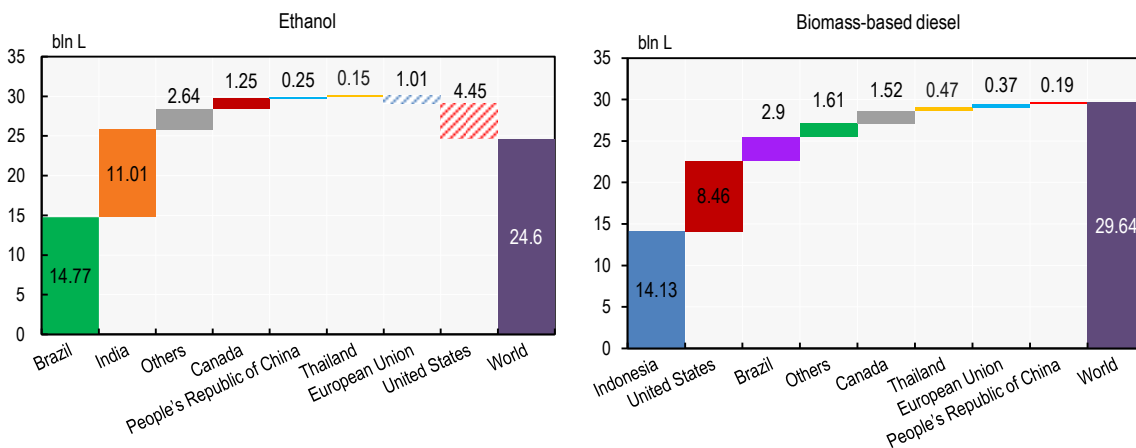 Ethanol
bln L
35
30
25
20
15
10
5
0
14.77
11.01
2.64
1.25
0.25
0.15
1.01
4.45
24.6
Brazil
India
Others
Canada
People's Republic of China
Thailand
European Union
United States
World
Biomass-based diesel
bln L
35
30
25
20
15
10
5
0
14.13
8.46
2.9
1.61
1.52
0.47
0.37
0.19
29.64
Indonesia
United States
Brazil
Others
Canada
Thailand
European Union
People's Republic of China
World